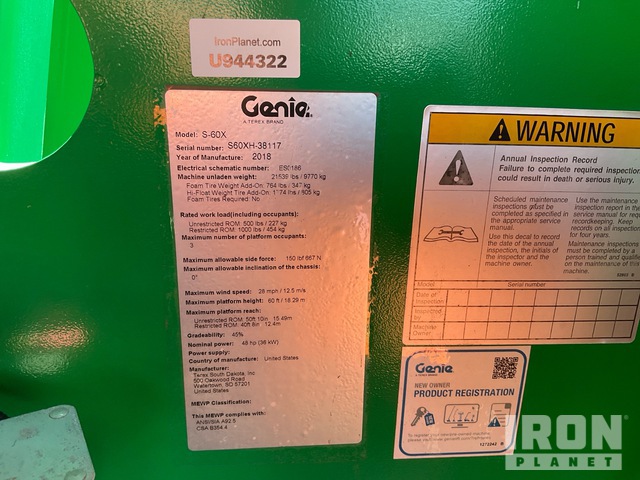 IronPlanet.com
U944322
Genie
A TEREX BRAND
Model: S-60X
Serial number: S60XH-38117
Year of Manufacture: 2018
Electrical schematic number: ES0186
Machine unladen weight: 21539 lbs / 9770 kg
Foam Tire Weight Add-On: 764 lbs / 347 kg
Hi-Float Weight Tire Add-On: 1774 lbs / 805 kg
Foam Tires Required: No
Rated work load(including occupants):
Unrestricted ROM: 500 lbs / 227 kg
Restricted ROM: 1000 lbs / 454 kg
Maximum number of platform occupants:
3
Maximum allowable side force: 150 lbf 667 N
Maximum allowable inclination of the chassis:
0°
Maximum wind speed: 28 mph / 12.5 m/s
Maximum platform height: 60 ft / 18.29 m
Maximum platform reach:
Unrestricted ROM: 50ft 10in 15.49m
Restricted ROM: 40ft 8in 12.4m
Gradeability: 45%
Nominal power: 48 hp (36 kW)
Power supply:
Country of manufacture: United States
Manufacturer:
Terex South Dakota, Inc
500 Oakwood Road
Watertown, SD 57201
United States
MEWP Classification:
This MEWP complies with:
ANSI/SIA A92.5
CSA B354.4
WARNING
Annual Inspection Record
Failure to complete required inspection
could result in death or serious injury.
Scheduled maintenance
inspections must be
completed as specified in
the appropriate service
manual.
Use this decal to record
the date of the annual
inspection, the initials of
the inspector and the
machine owner.
Use the maintenance
inspection report in the
service manual for
recordkeeping. Keep
records on all inspection
for four years.
Maintenance inspections
must be completed by a
person trained and qualified
on the maintenance of this
machine.
Model: Serial number:
Date of
Inspection
Inspected
by
Machine
Owner
Genie
A TEREX BRAND
NEW OWNER
PRODUCT REGISTRATION
1272242 B
IRON
PLANET